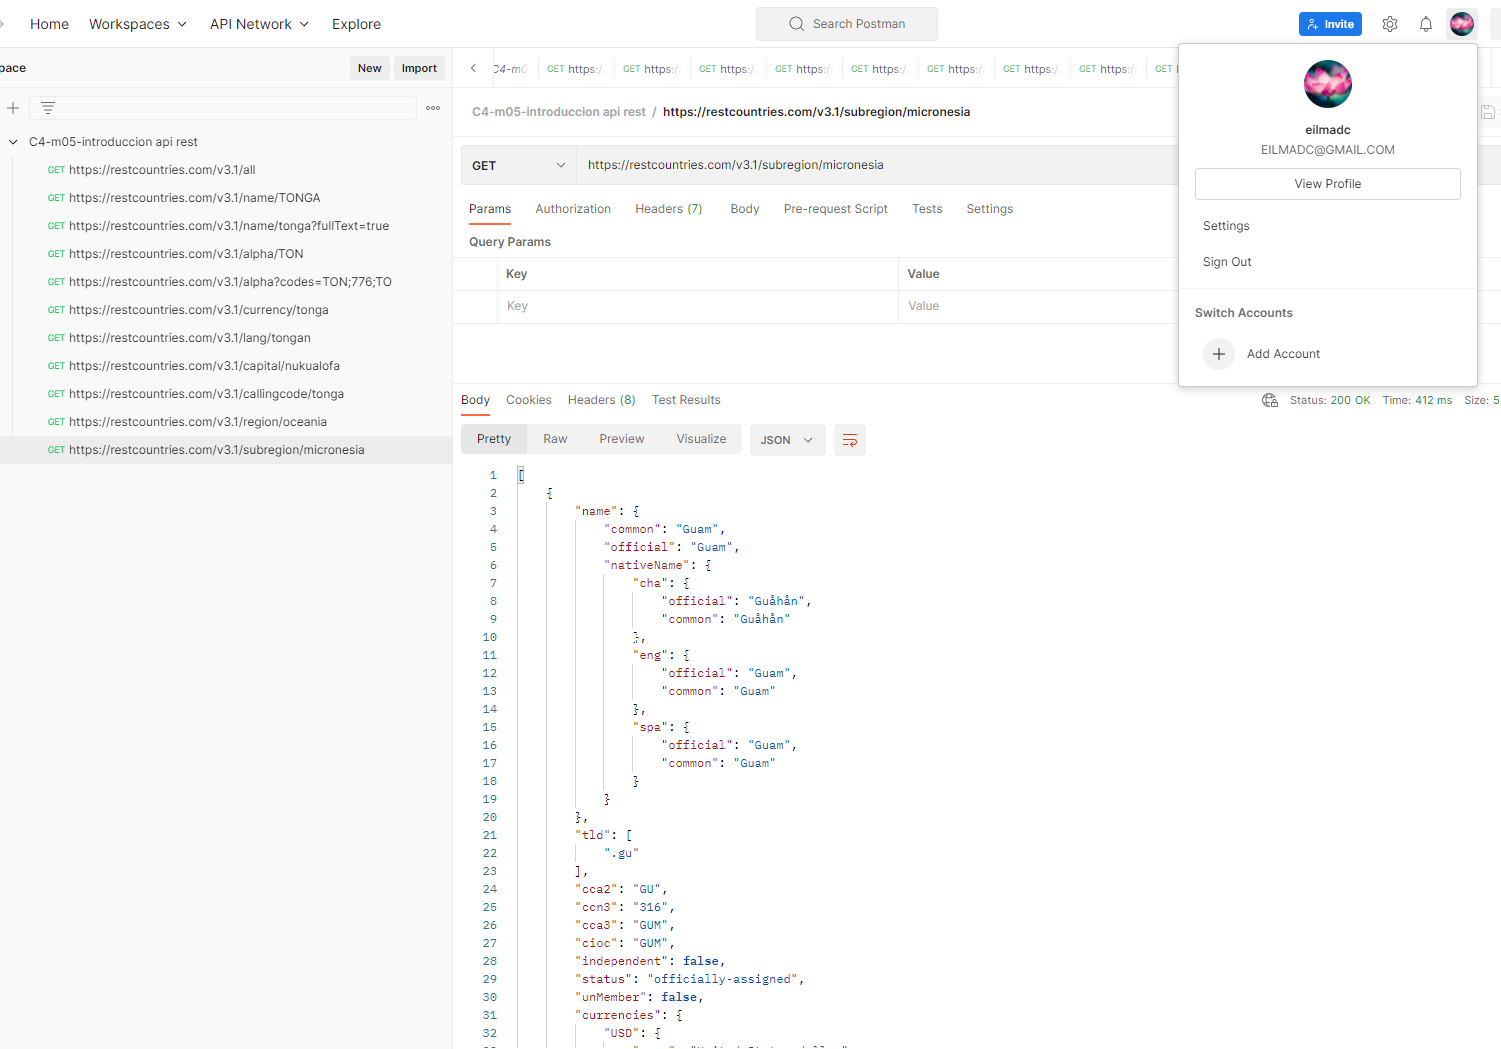 Home Workspaces API Network Explore Search Postman Invite
pace New Import
C4-m0 GET https:/ GET https:/ GET https:/ GET https:/ GET https:/ GET https:/ GET https:/ GET https:/ GET
C4-m05-introduccion api rest
GET https://restcountries.com/v3.1/all
GET https://restcountries.com/v3.1/name/TONGA
GET https://restcountries.com/v3.1/name/tonga?fullText=true
GET https://restcountries.com/v3.1/alpha/TON
GET https://restcountries.com/v3.1/alpha?codes=TON;776;TO
GET https://restcountries.com/v3.1/currency/tonga
GET https://restcountries.com/v3.1/lang/tongan
GET https://restcountries.com/v3.1/capital/nukualofa
GET https://restcountries.com/v3.1/callingcode/tonga
GET https://restcountries.com/v3.1/region/oceania
GET https://restcountries.com/v3.1/subregion/micronesia
C4-m05-introduccion api rest / https://restcountries.com/v3.1/subregion/micronesia
GET https://restcountries.com/v3.1/subregion/micronesia
Params Authorization Headers (7) Body Pre-request Script Tests Settings
Query Params
Key Value
Key Value
eilmadc
EILMADC@GMAIL.COM
View Profile
Settings
Sign Out
Switch Accounts
Add Account
Body Cookies Headers (8) Test Results Status: 200 OK Time: 412 ms Size: 5.
Pretty Raw Preview Visualize JSON
1 [
2 {
3 "name": {
4 "common": "Guam",
5 "official": "Guam",
6 "nativeName": {
7 "cha": {
8 "official": "Guåhån",
9 "common": "Guåhån"
10 },
11 "eng": {
12 "official": "Guam",
13 "common": "Guam"
14 },
15 "spa": {
16 "official": "Guam",
17 "common": "Guam"
18 }
19 }
20 },
21 "tld": [
22 ".gu"
23 ],
24 "cca2": "GU",
25 "ccn3": "316",
26 "cca3": "GUM",
27 "cioc": "GUM",
28 "independent": false,
29 "status": "officially-assigned",
30 "unMember": false,
31 "currencies": {
32 "USD": {